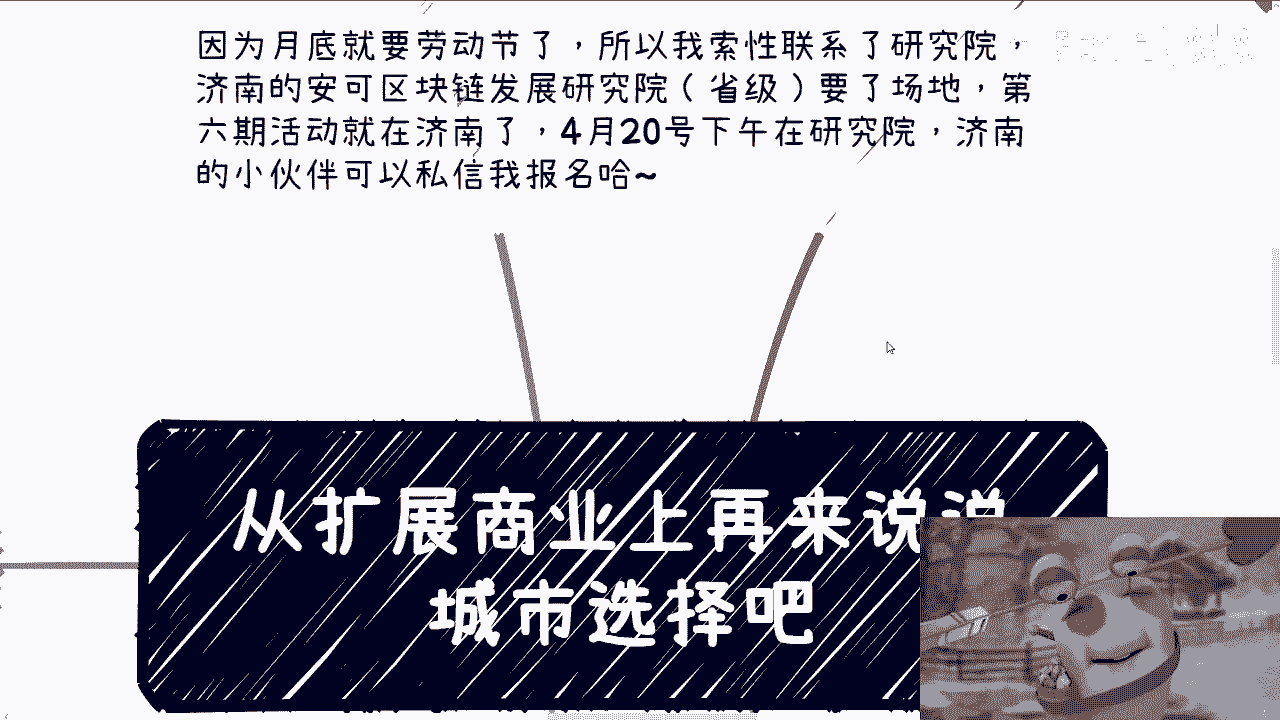 因为月底就要劳动节了，所以我索性联系了研究院，
济南的安可区块链发展研究院（省级）要了场地，第
六期活动就在济南了，4月20号下午在研究院，济南
的小伙伴可以私信我报名哈~
从扩展商业上再来说说
城市选择吧